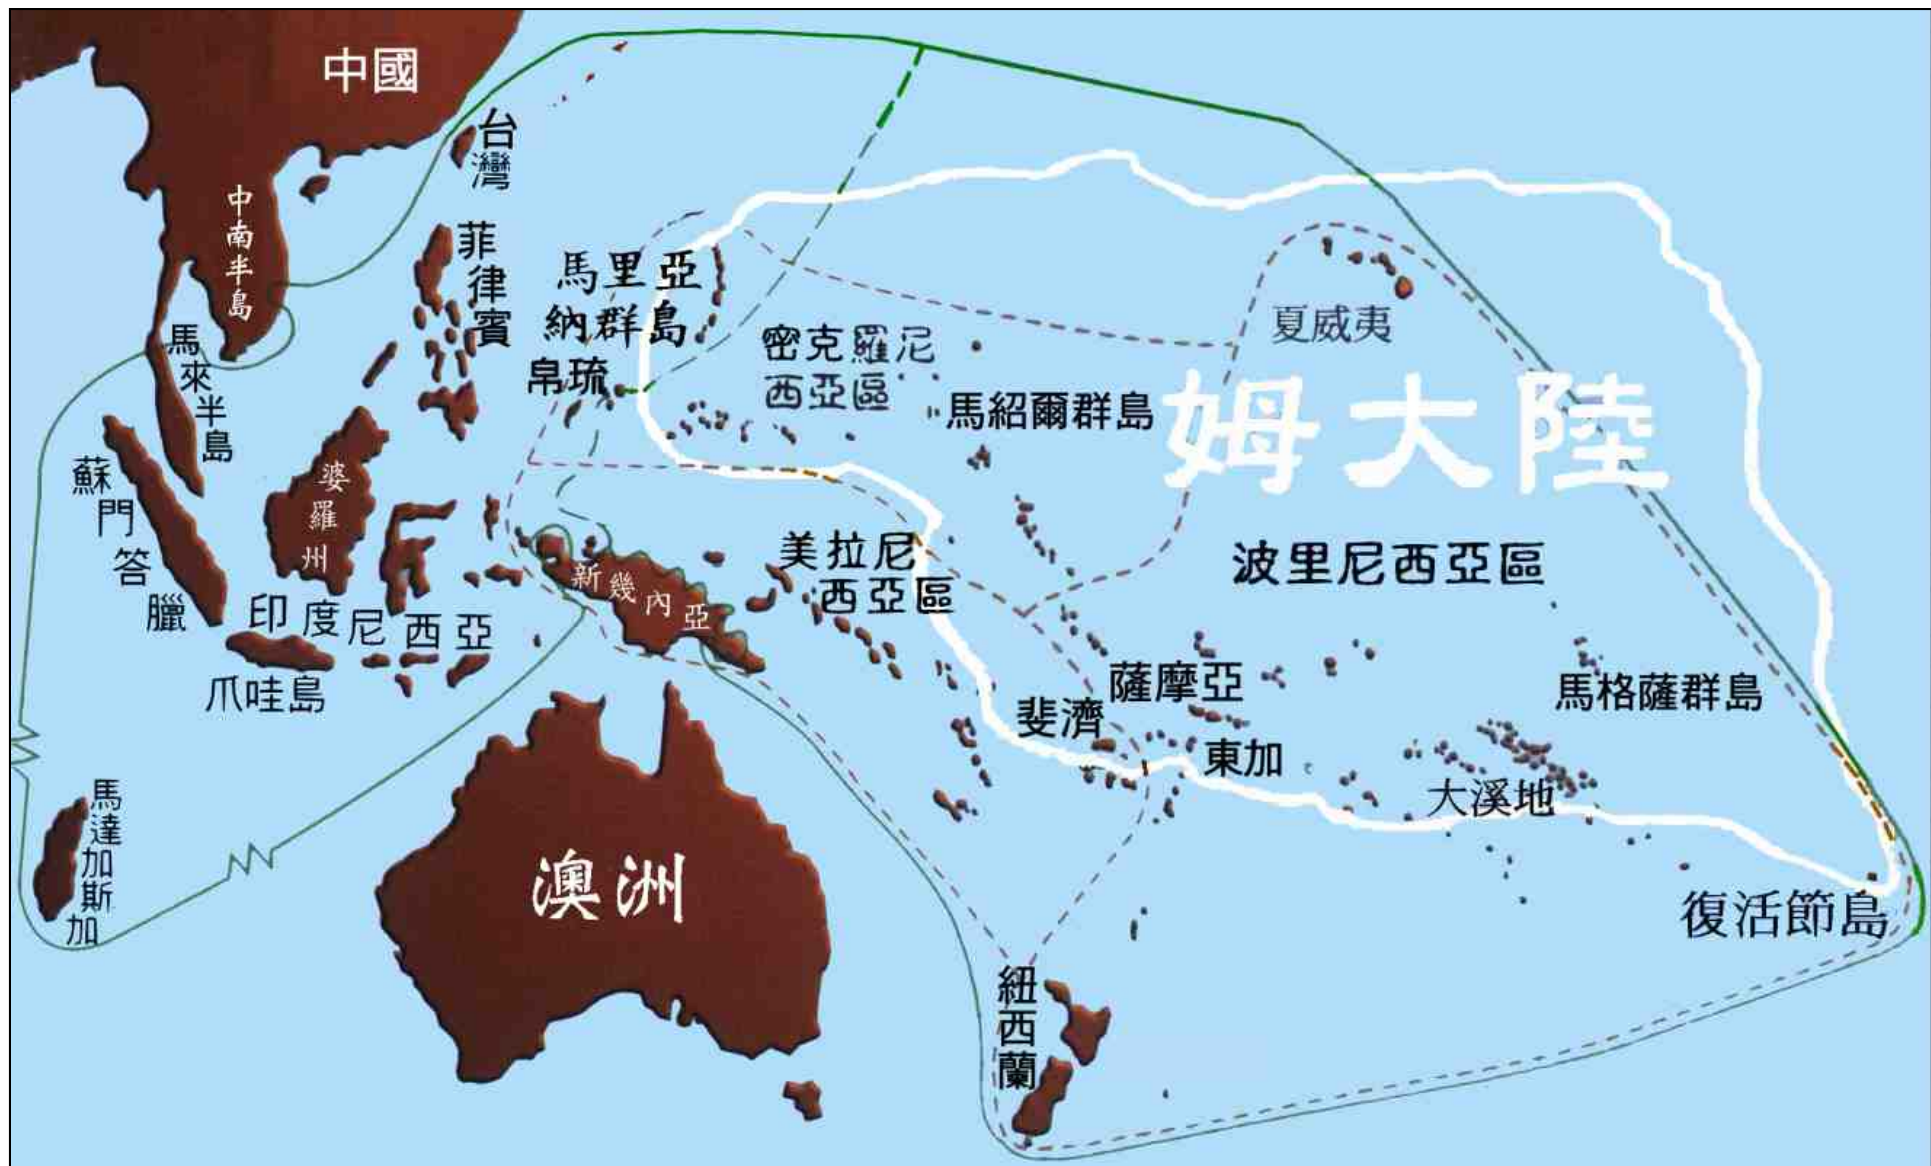 中國
台灣
中南半島
菲律賓
馬里亞
納群島
帛琉
密克羅尼
西亞區
夏威夷
馬紹爾群島
姆大陸
馬來半島
蘇門答臘
婆羅州
印度尼西亞
爪哇島
新幾內亞
美拉尼
西亞區
波里尼西亞區
薩摩亞
斐濟
東加
馬格薩群島
大溪地
馬達加斯加
澳洲
復活節島
紐西蘭